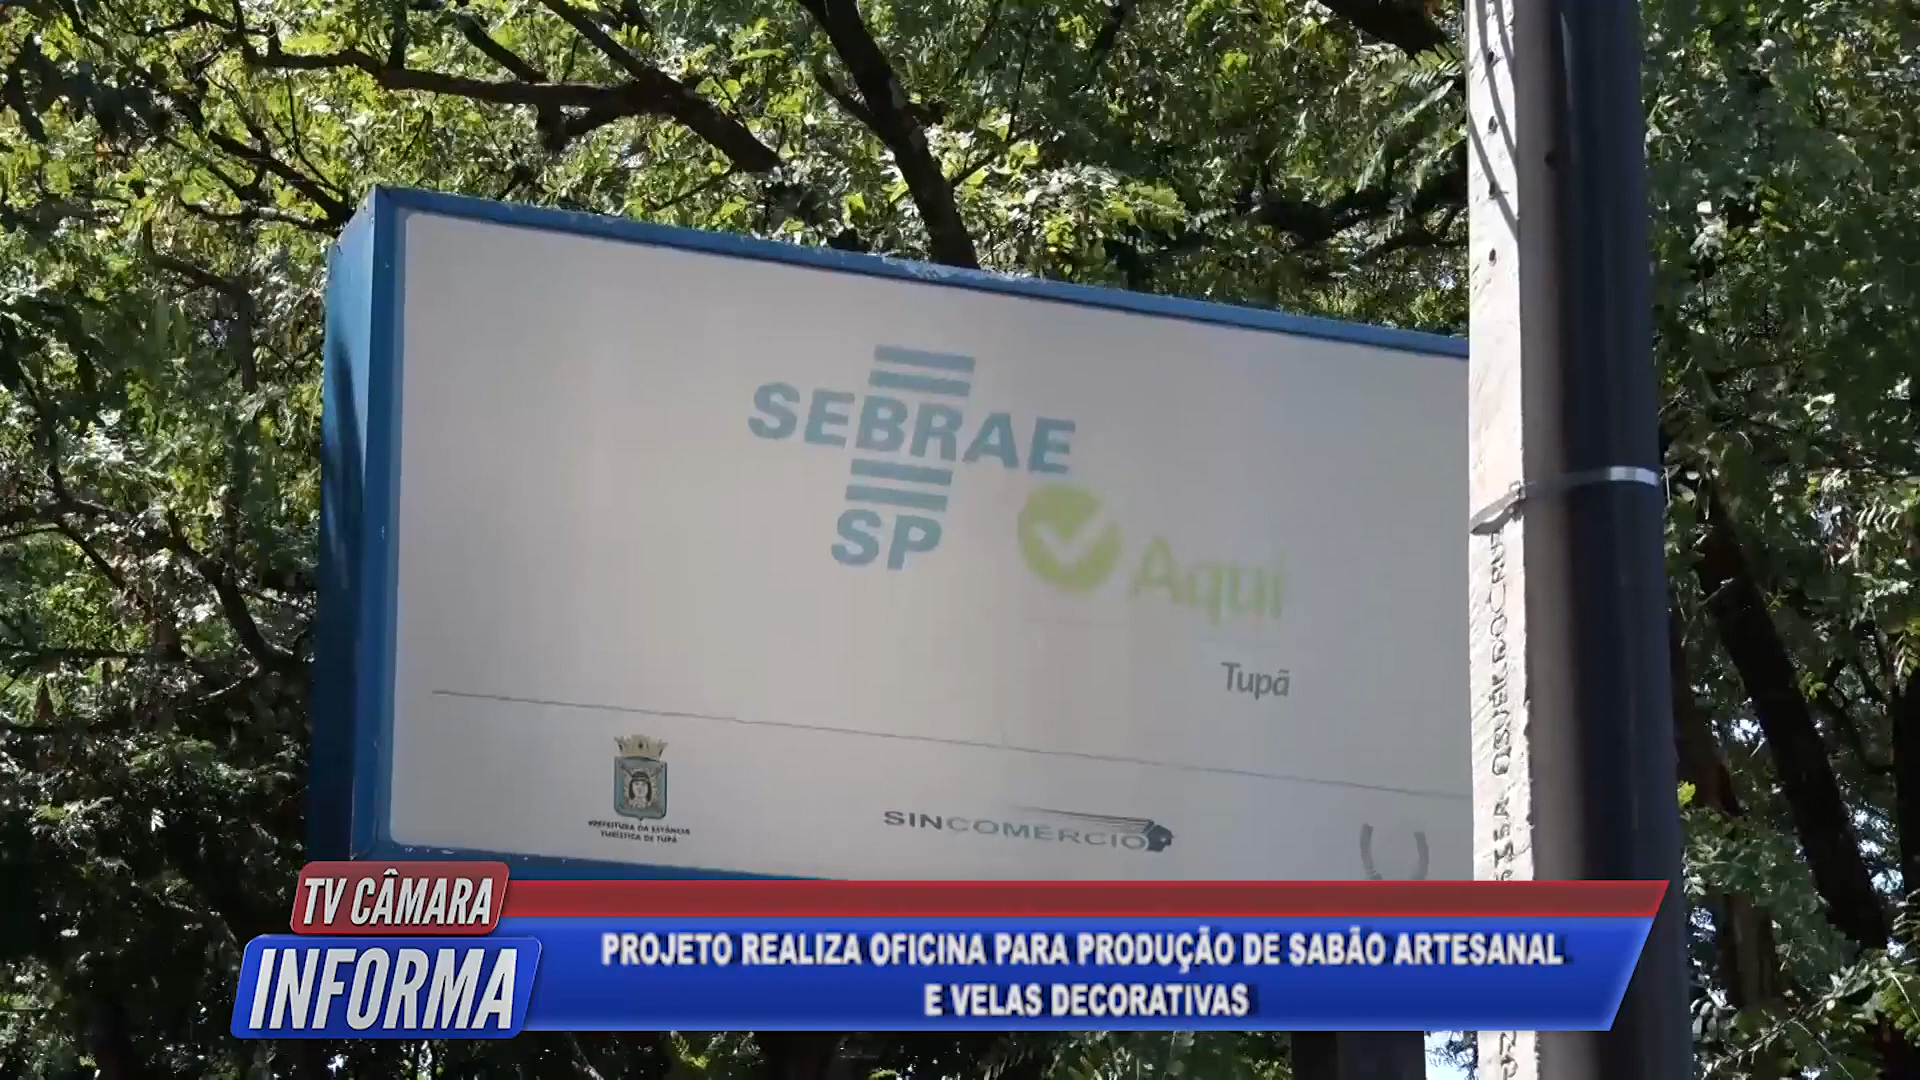 SEBRAE
SP
Aqui
Tupã
PREFEITURA DA ESTÂNCIA
TURÍSTICA DE TUPÃ
SINCOMERCIO
TV CÂMARA
INFORMA
PROJETO REALIZA OFICINA PARA PRODUÇÃO DE SABÃO ARTESANAL
E VELAS DECORATIVAS